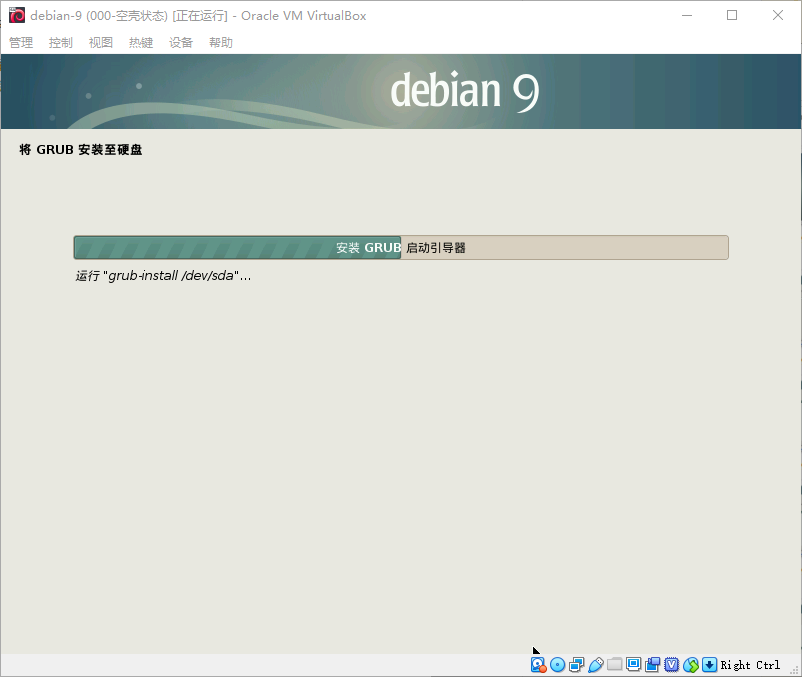 debian-9 (000-空壳状态) [正在运行] - Oracle VM VirtualBox
管理 控制 视图 热键 设备 帮助
debian 9
将 GRUB 安装至硬盘
安装 GRUB 启动引导器
运行 "grub-install /dev/sda"...
Right Ctrl